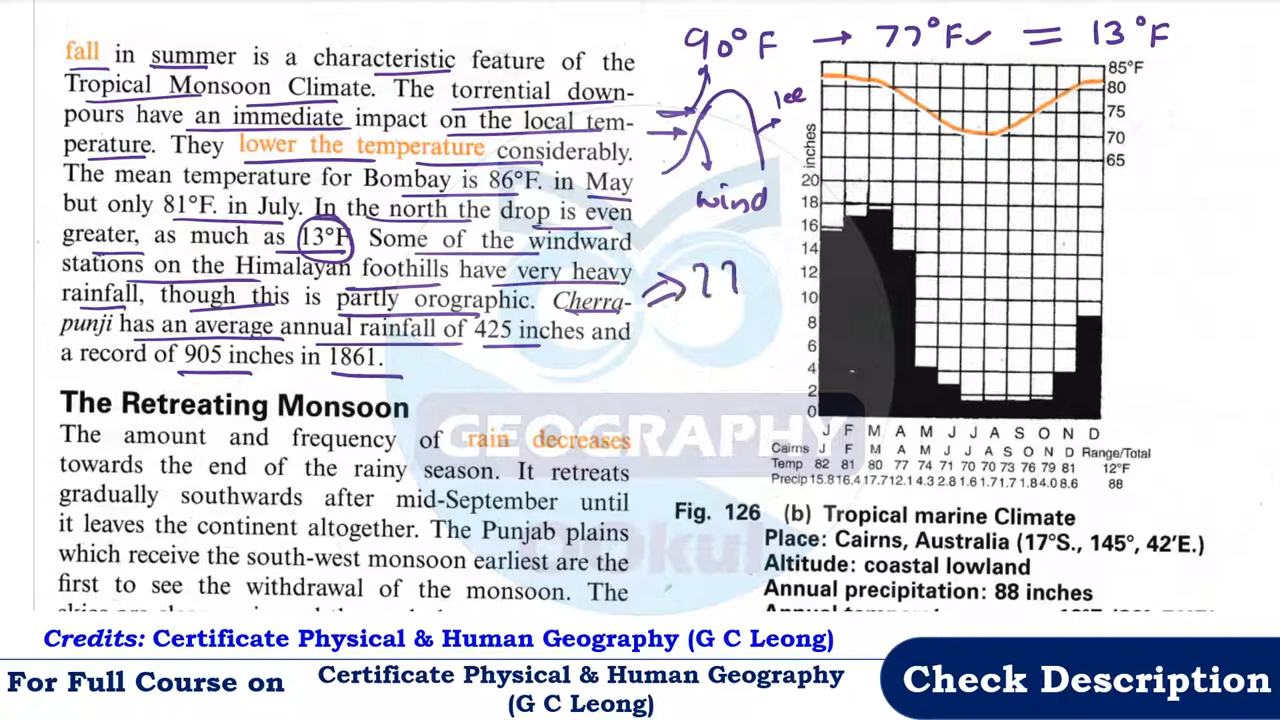 fall in summer is a characteristic feature of the
Tropical Monsoon Climate. The torrential down-
pours have an immediate impact on the local tem-
perature. They lower the temperature considerably.
The mean temperature for Bombay is 86°F. in May
but only 81°F. in July. In the north the drop is even
greater, as much as 13°F. Some of the windward
stations on the Himalayan foothills have very heavy
rainfall, though this is partly orographic. Cherra-
punji has an average annual rainfall of 425 inches and
a record of 905 inches in 1861.
The Retreating Monsoon
The amount and frequency of rain decreases
towards the end of the rainy season. It retreats
gradually southwards after mid-September until
it leaves the continent altogether. The Punjab plains
which receive the south-west monsoon earliest are the
first to see the withdrawal of the monsoon. The
90°F → 77°F ✓ = 13°F
lee
wind
⇒ 77
85°F
80
75
70
65
inches
20
18
16
14
12
10
8
6
4
2
0
J F M A M J J A S O N D
Cairns J F M A M J J A S O N D Range/Total
Temp 82 81 80 77 74 71 70 70 73 76 79 81 12°F
Precip 15.8 16.4 17.7 12.1 4.3 2.8 1.6 1.7 1.7 1.8 4.0 8.6 88
Fig. 126 (b) Tropical marine Climate
Place: Cairns, Australia (17°S., 145°, 42'E.)
Altitude: coastal lowland
Annual precipitation: 88 inches
GEOGRAPHY
Credits: Certificate Physical & Human Geography (G C Leong)
For Full Course on
Certificate Physical & Human Geography
(G C Leong)
Check Description